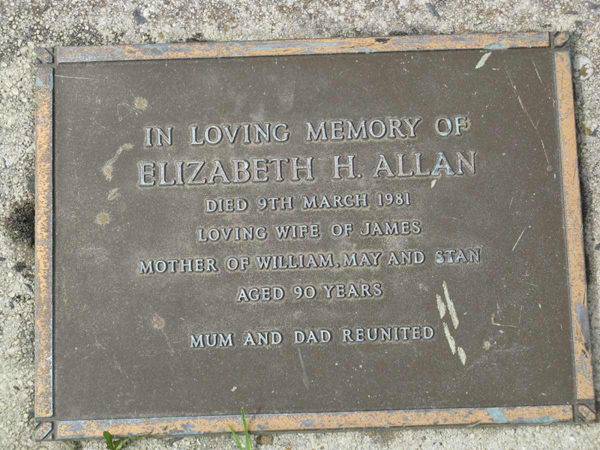 IN LOVING MEMORY OF
ELIZABETH H. ALLAN
DIED 9TH MARCH 1981
LOVING WIFE OF JAMES
MOTHER OF WILLIAM, MAY AND STAN
AGED 90 YEARS
MUM AND DAD REUNITED